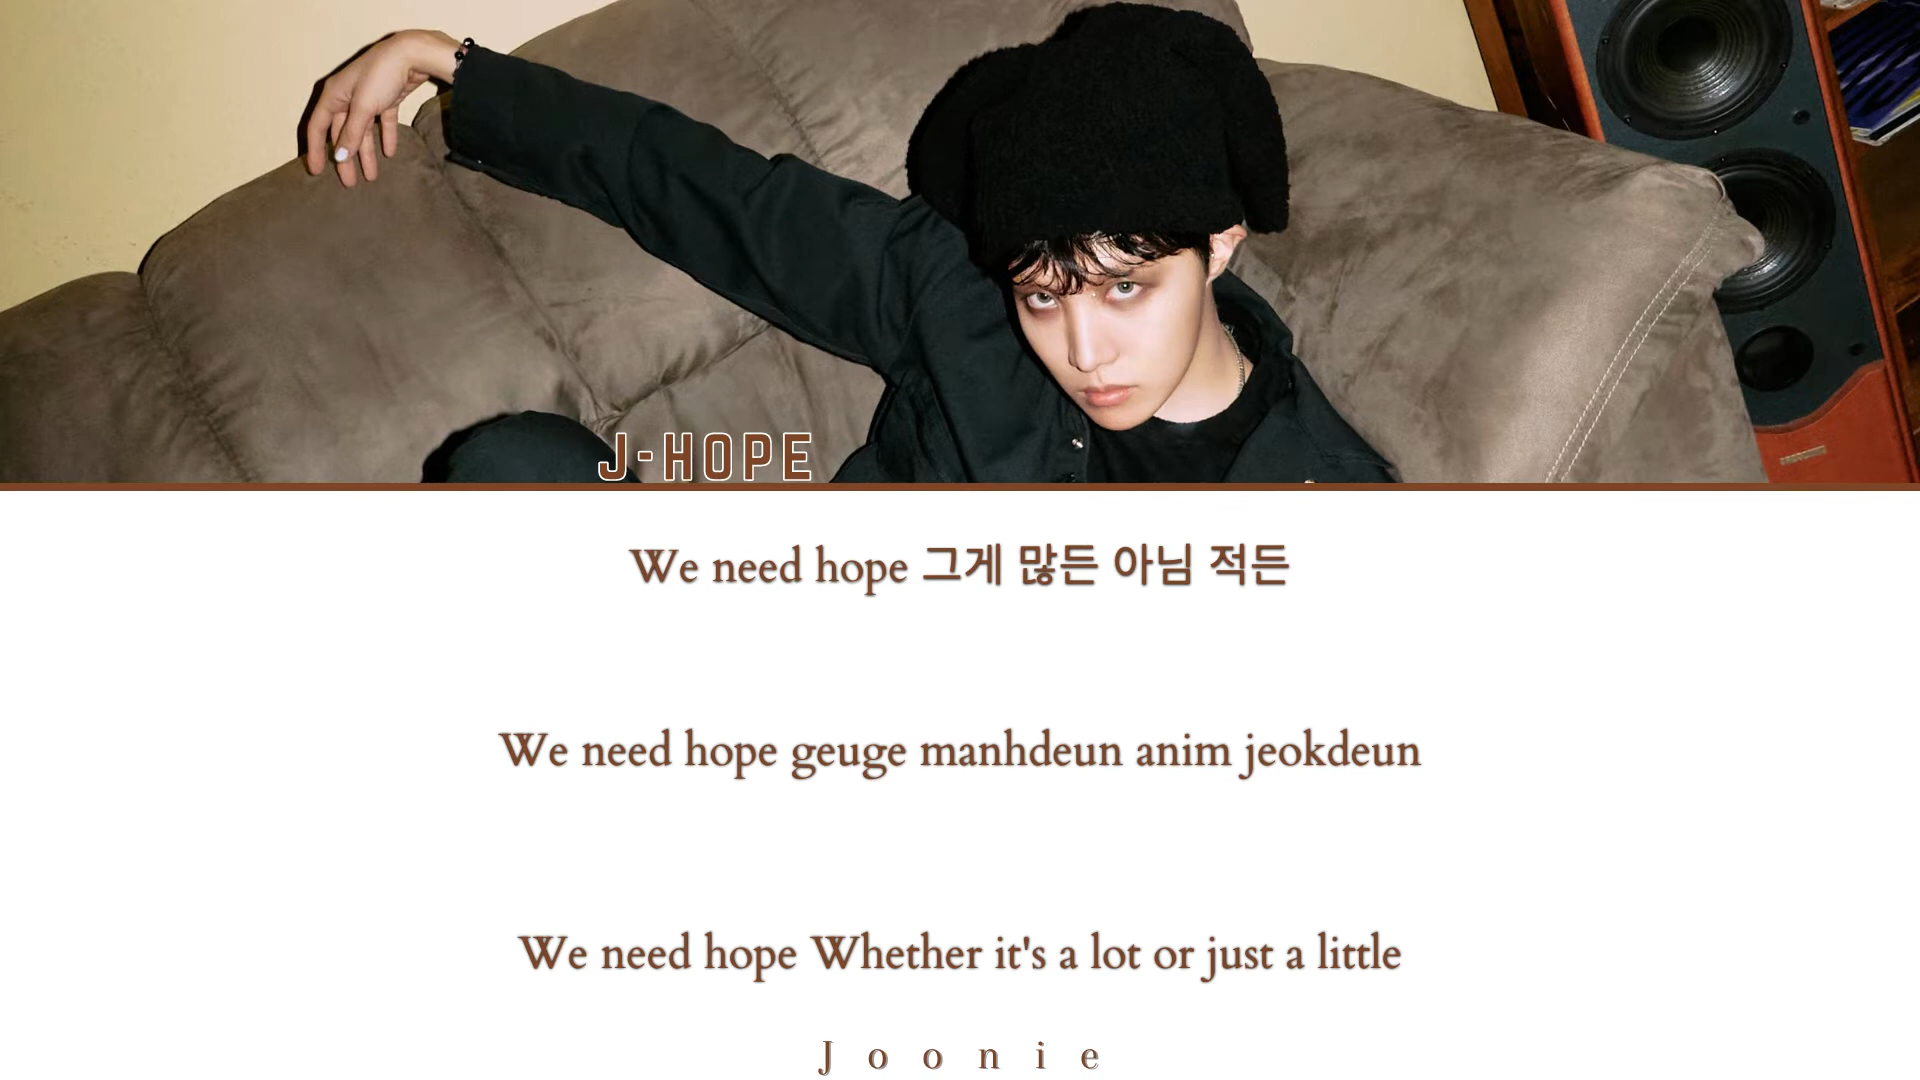 J-HOPE
We need hope 그게 많든 아님 적든
We need hope geuge manhdeun anim jeokdeun
We need hope Whether it's a lot or just a little
Joonie